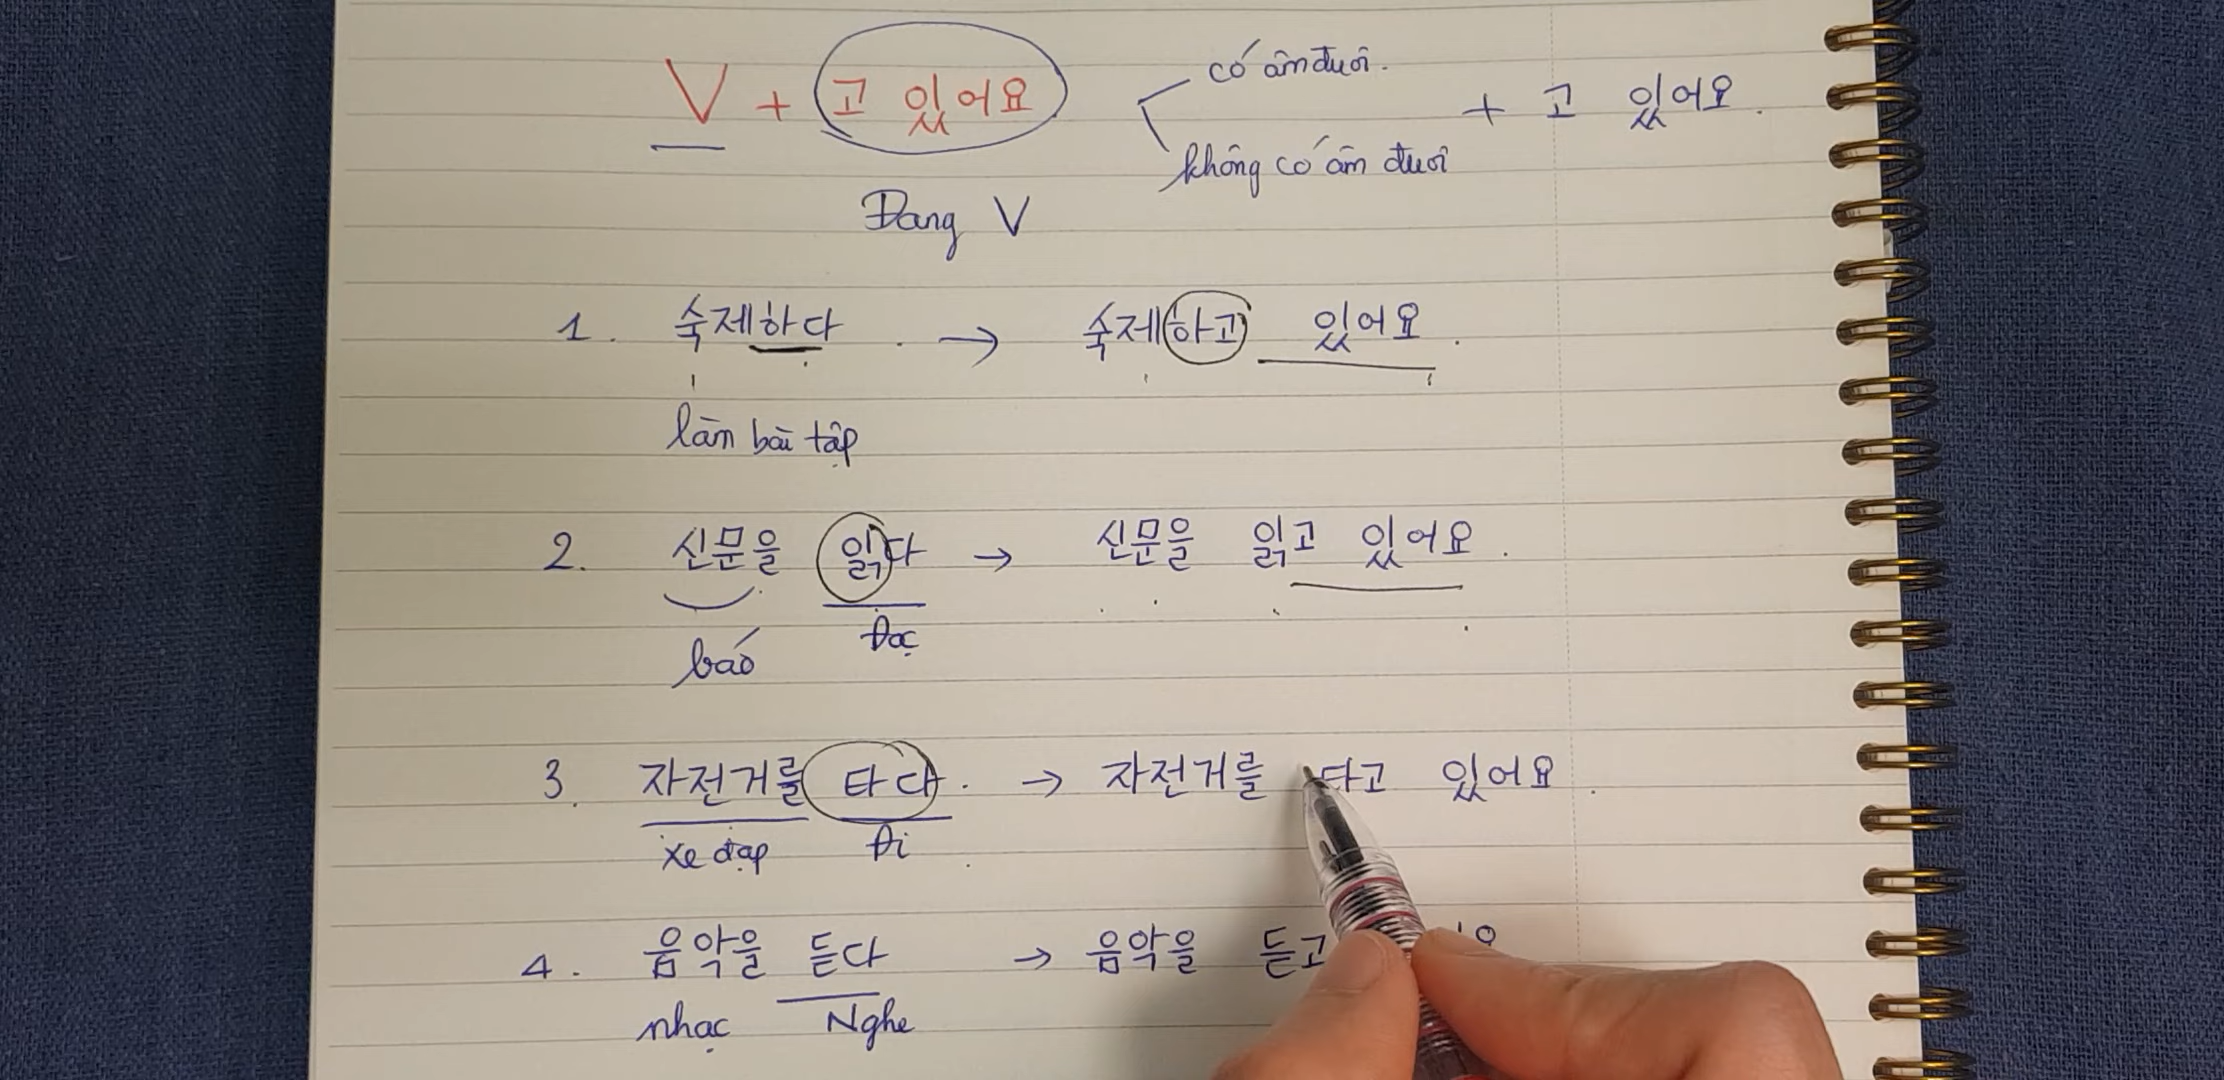 V + 고 있어요
có âm đuôi.
không có âm đuôi
+ 고 있어요.
Đang V
1. 숙제하다. → 숙제하고 있어요.
làm bài tập
2. 신문을 읽다 → 신문을 읽고 있어요.
báo Đọc
3. 자전거를 타다. → 자전거를 타고 있어요.
xe đạp Đi
4. 음악을 듣다 → 음악을 듣고
nhạc Nghe